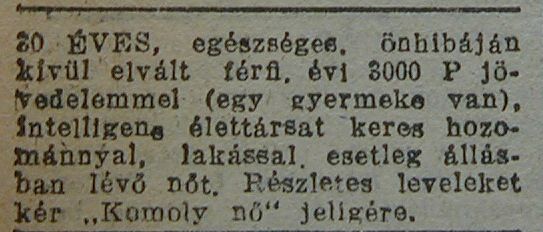 30 ÉVES, egészséges, önhibáján
kívül elvált férfi, évi 3000 P jö-
vedelemmel (egy gyermeke van),
intelligens élettársat keres hozo-
mánnyal, lakással, esetleg állás-
ban lévő nőt. Részletes leveleket
kér „Komoly nő" jeligére.